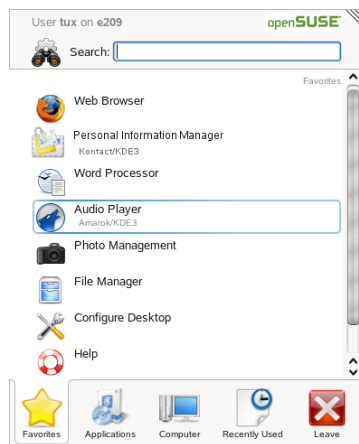 User tux on e209
openSUSE
Search:
Favorites
Web Browser
Personal Information Manager
Kontact/KDE3
Word Processor
Audio Player
Amarok/KDE3
Photo Management
File Manager
Configure Desktop
Help
Favorites Applications Computer Recently Used Leave